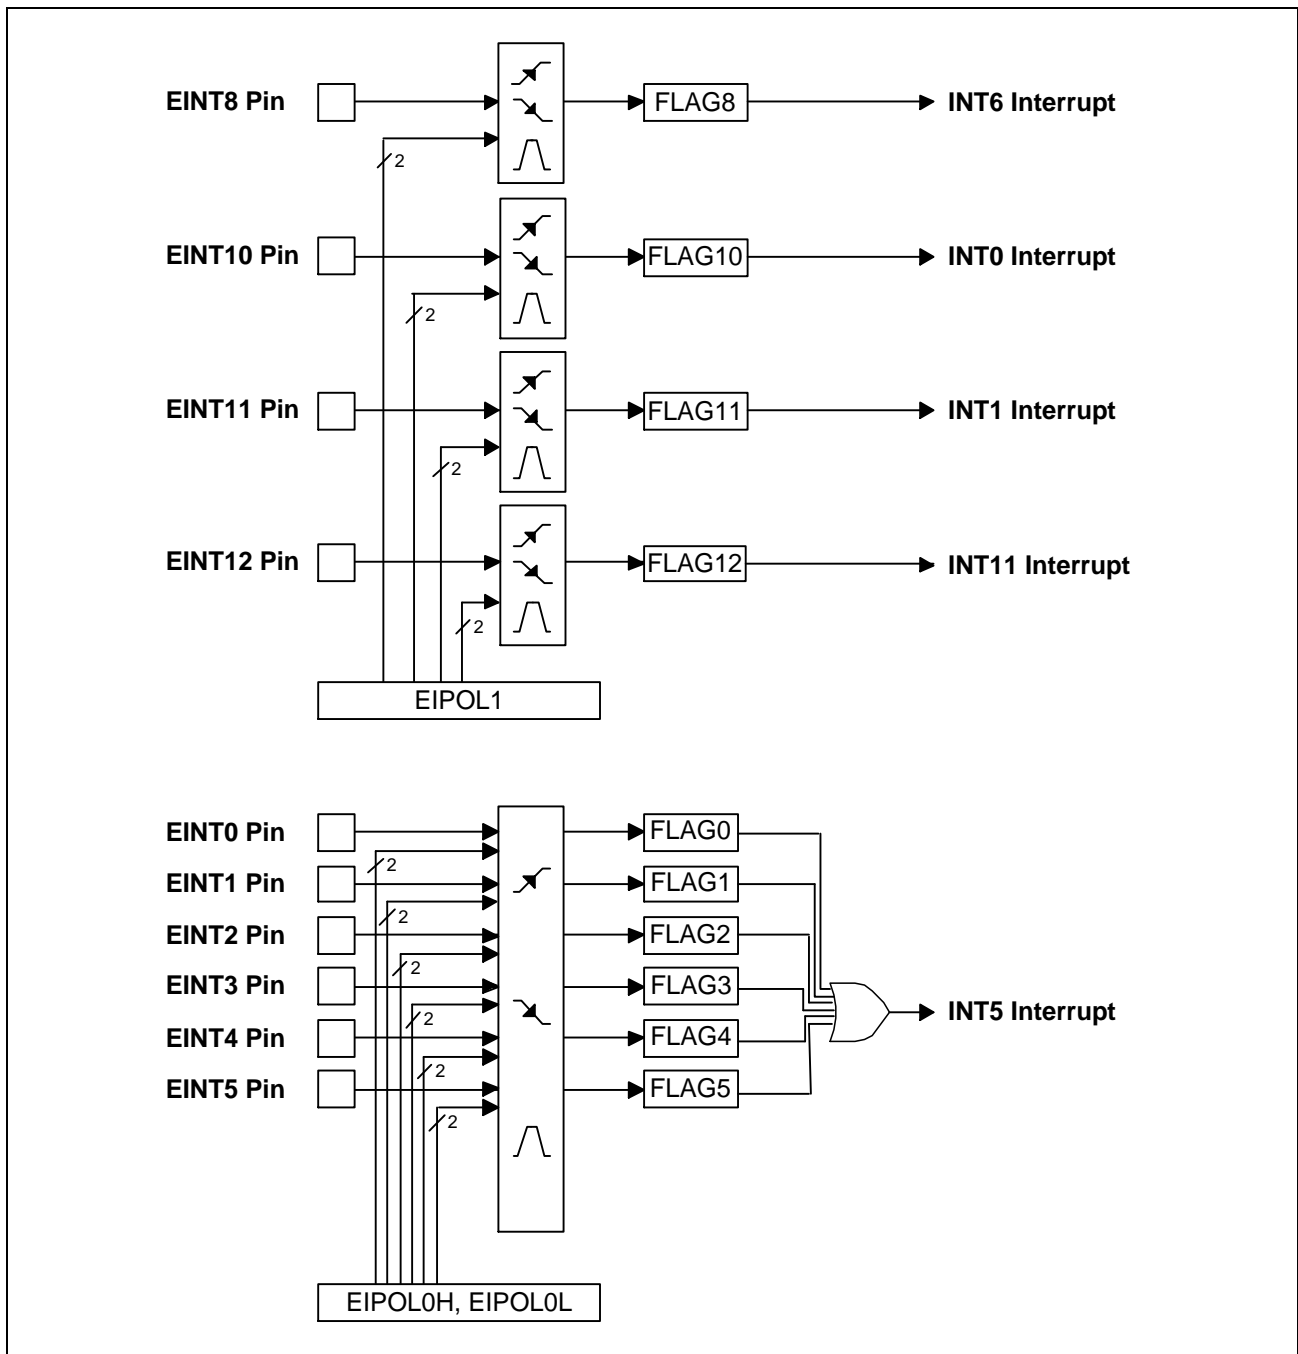 EINT8 Pin
FLAG8
INT6 Interrupt
2
EINT10 Pin
FLAG10
INT0 Interrupt
2
EINT11 Pin
FLAG11
INT1 Interrupt
2
EINT12 Pin
FLAG12
INT11 Interrupt
2
EIPOL1
EINT0 Pin
FLAG0
2
EINT1 Pin
FLAG1
2
EINT2 Pin
FLAG2
2
EINT3 Pin
FLAG3
INT5 Interrupt
2
EINT4 Pin
FLAG4
2
EINT5 Pin
FLAG5
2
EIPOL0H, EIPOL0L